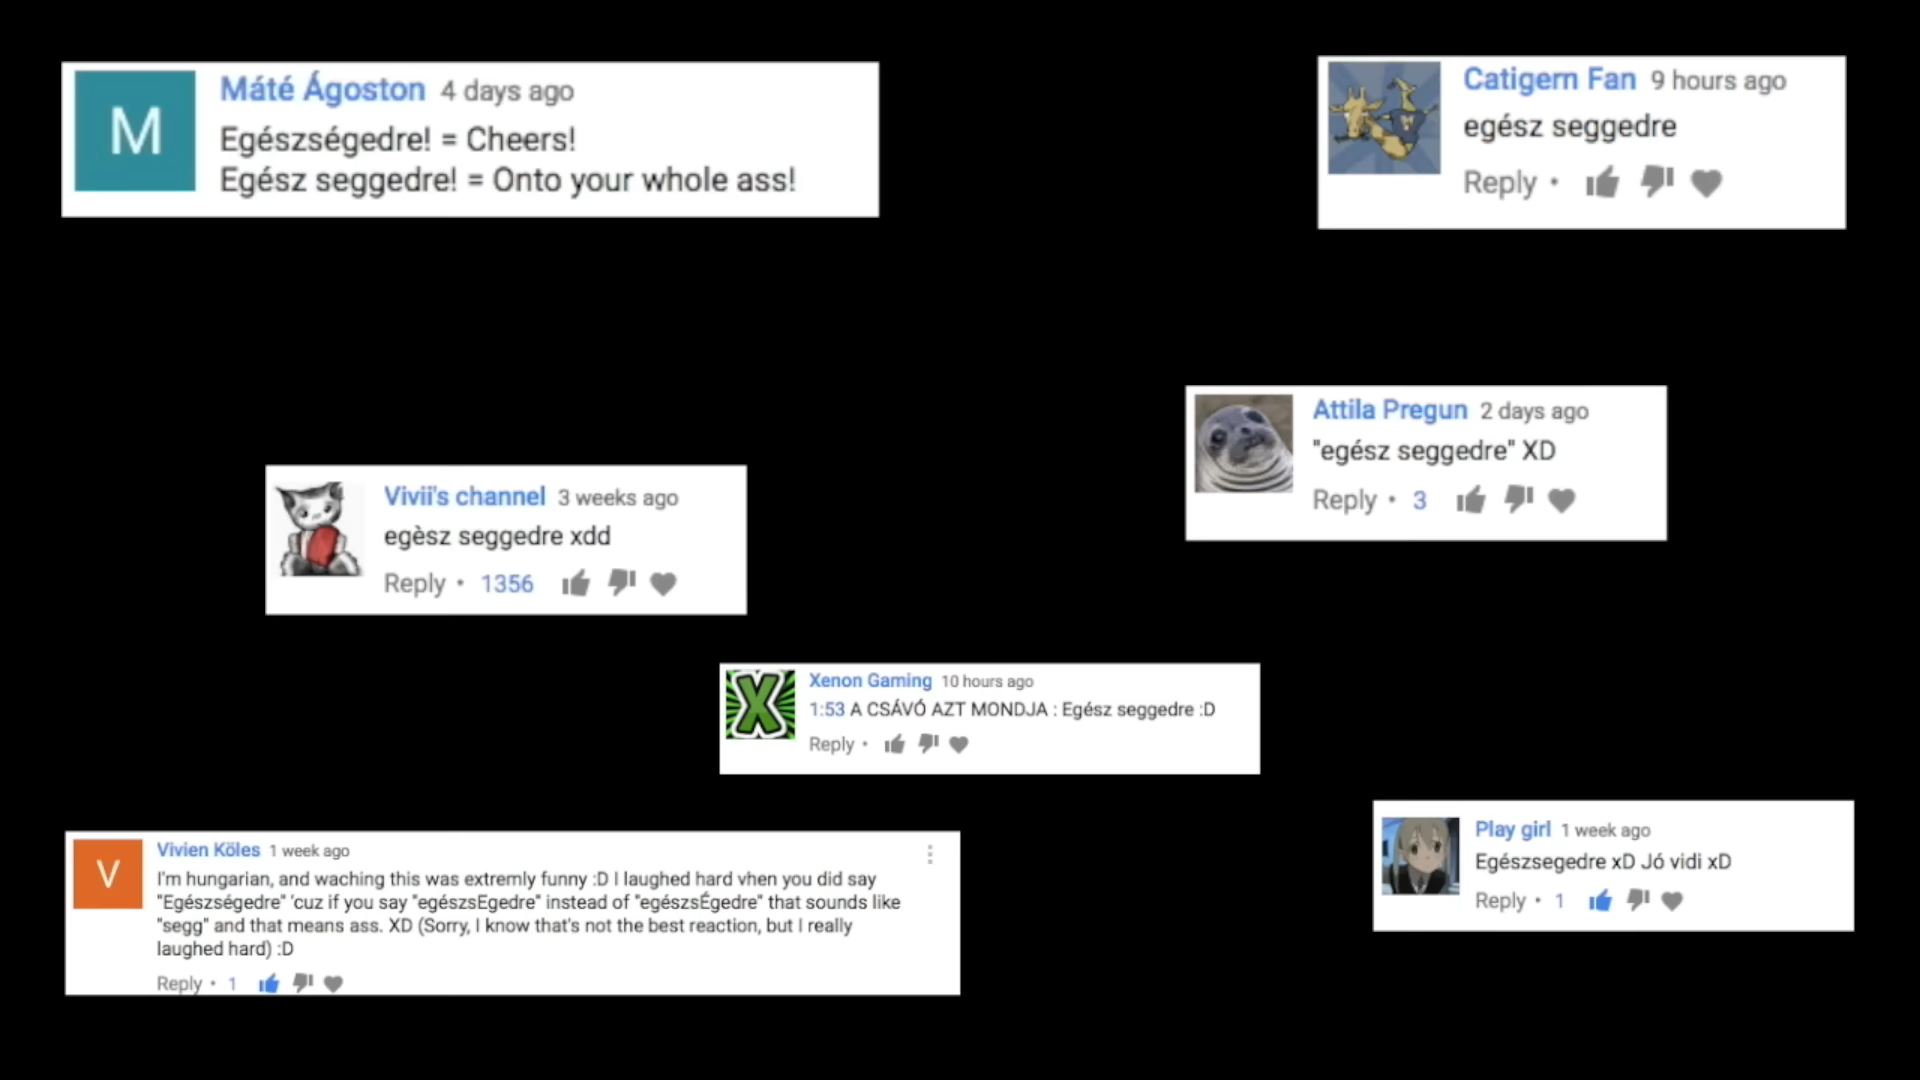 M
Máté Ágoston 4 days ago
Egészségedre! = Cheers!
Egész seggedre! = Onto your whole ass!
Catigern Fan 9 hours ago
egész seggedre
Reply •
Attila Pregun 2 days ago
"egész seggedre" XD
Reply • 3
Vivii's channel 3 weeks ago
egèsz seggedre xdd
Reply • 1356
X
Xenon Gaming 10 hours ago
1:53 A CSÁVÓ AZT MONDJA : Egész seggedre :D
Reply •
V
Vivien Köles 1 week ago
I'm hungarian, and waching this was extremly funny :D I laughed hard vhen you did say
"Egészségedre" 'cuz if you say "egészsEgedre" instead of "egészsÉgedre" that sounds like
"segg" and that means ass. XD (Sorry, I know that's not the best reaction, but I really
laughed hard) :D
Reply • 1
Play girl 1 week ago
Egészsegedre xD Jó vidi xD
Reply • 1